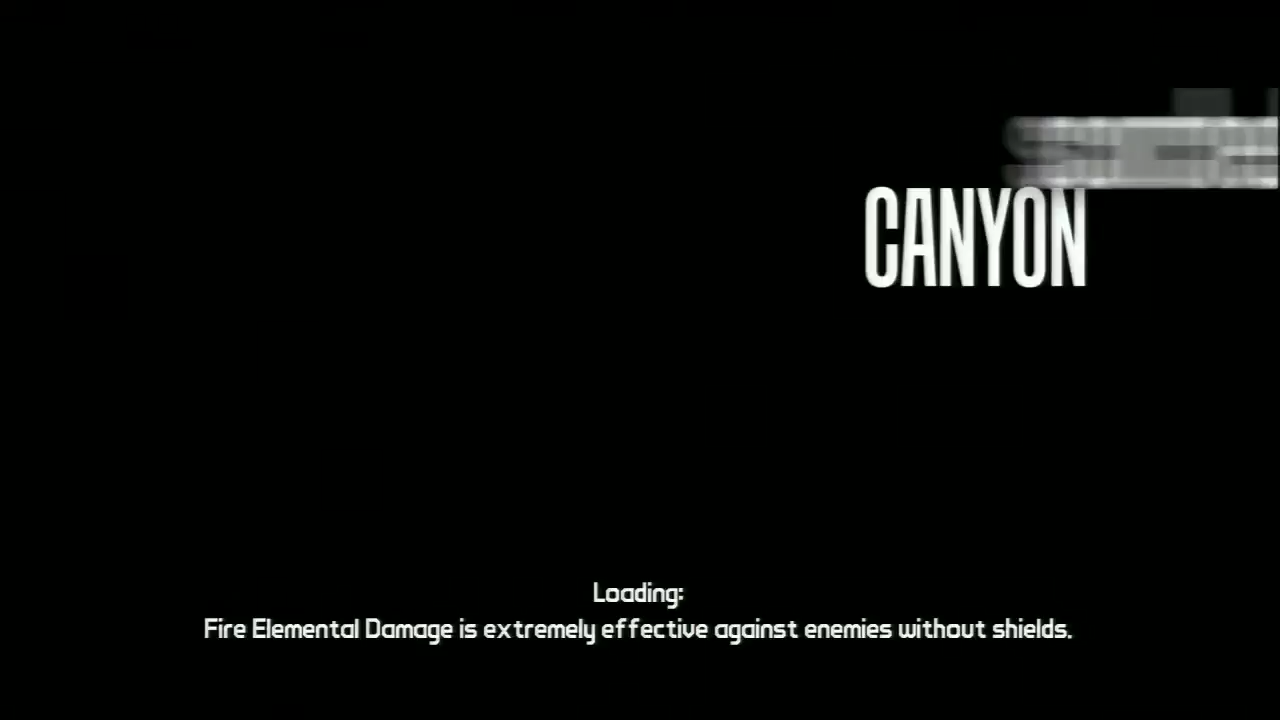 CANYON
Loading:
Fire Elemental Damage is extremely effective against enemies without shields.